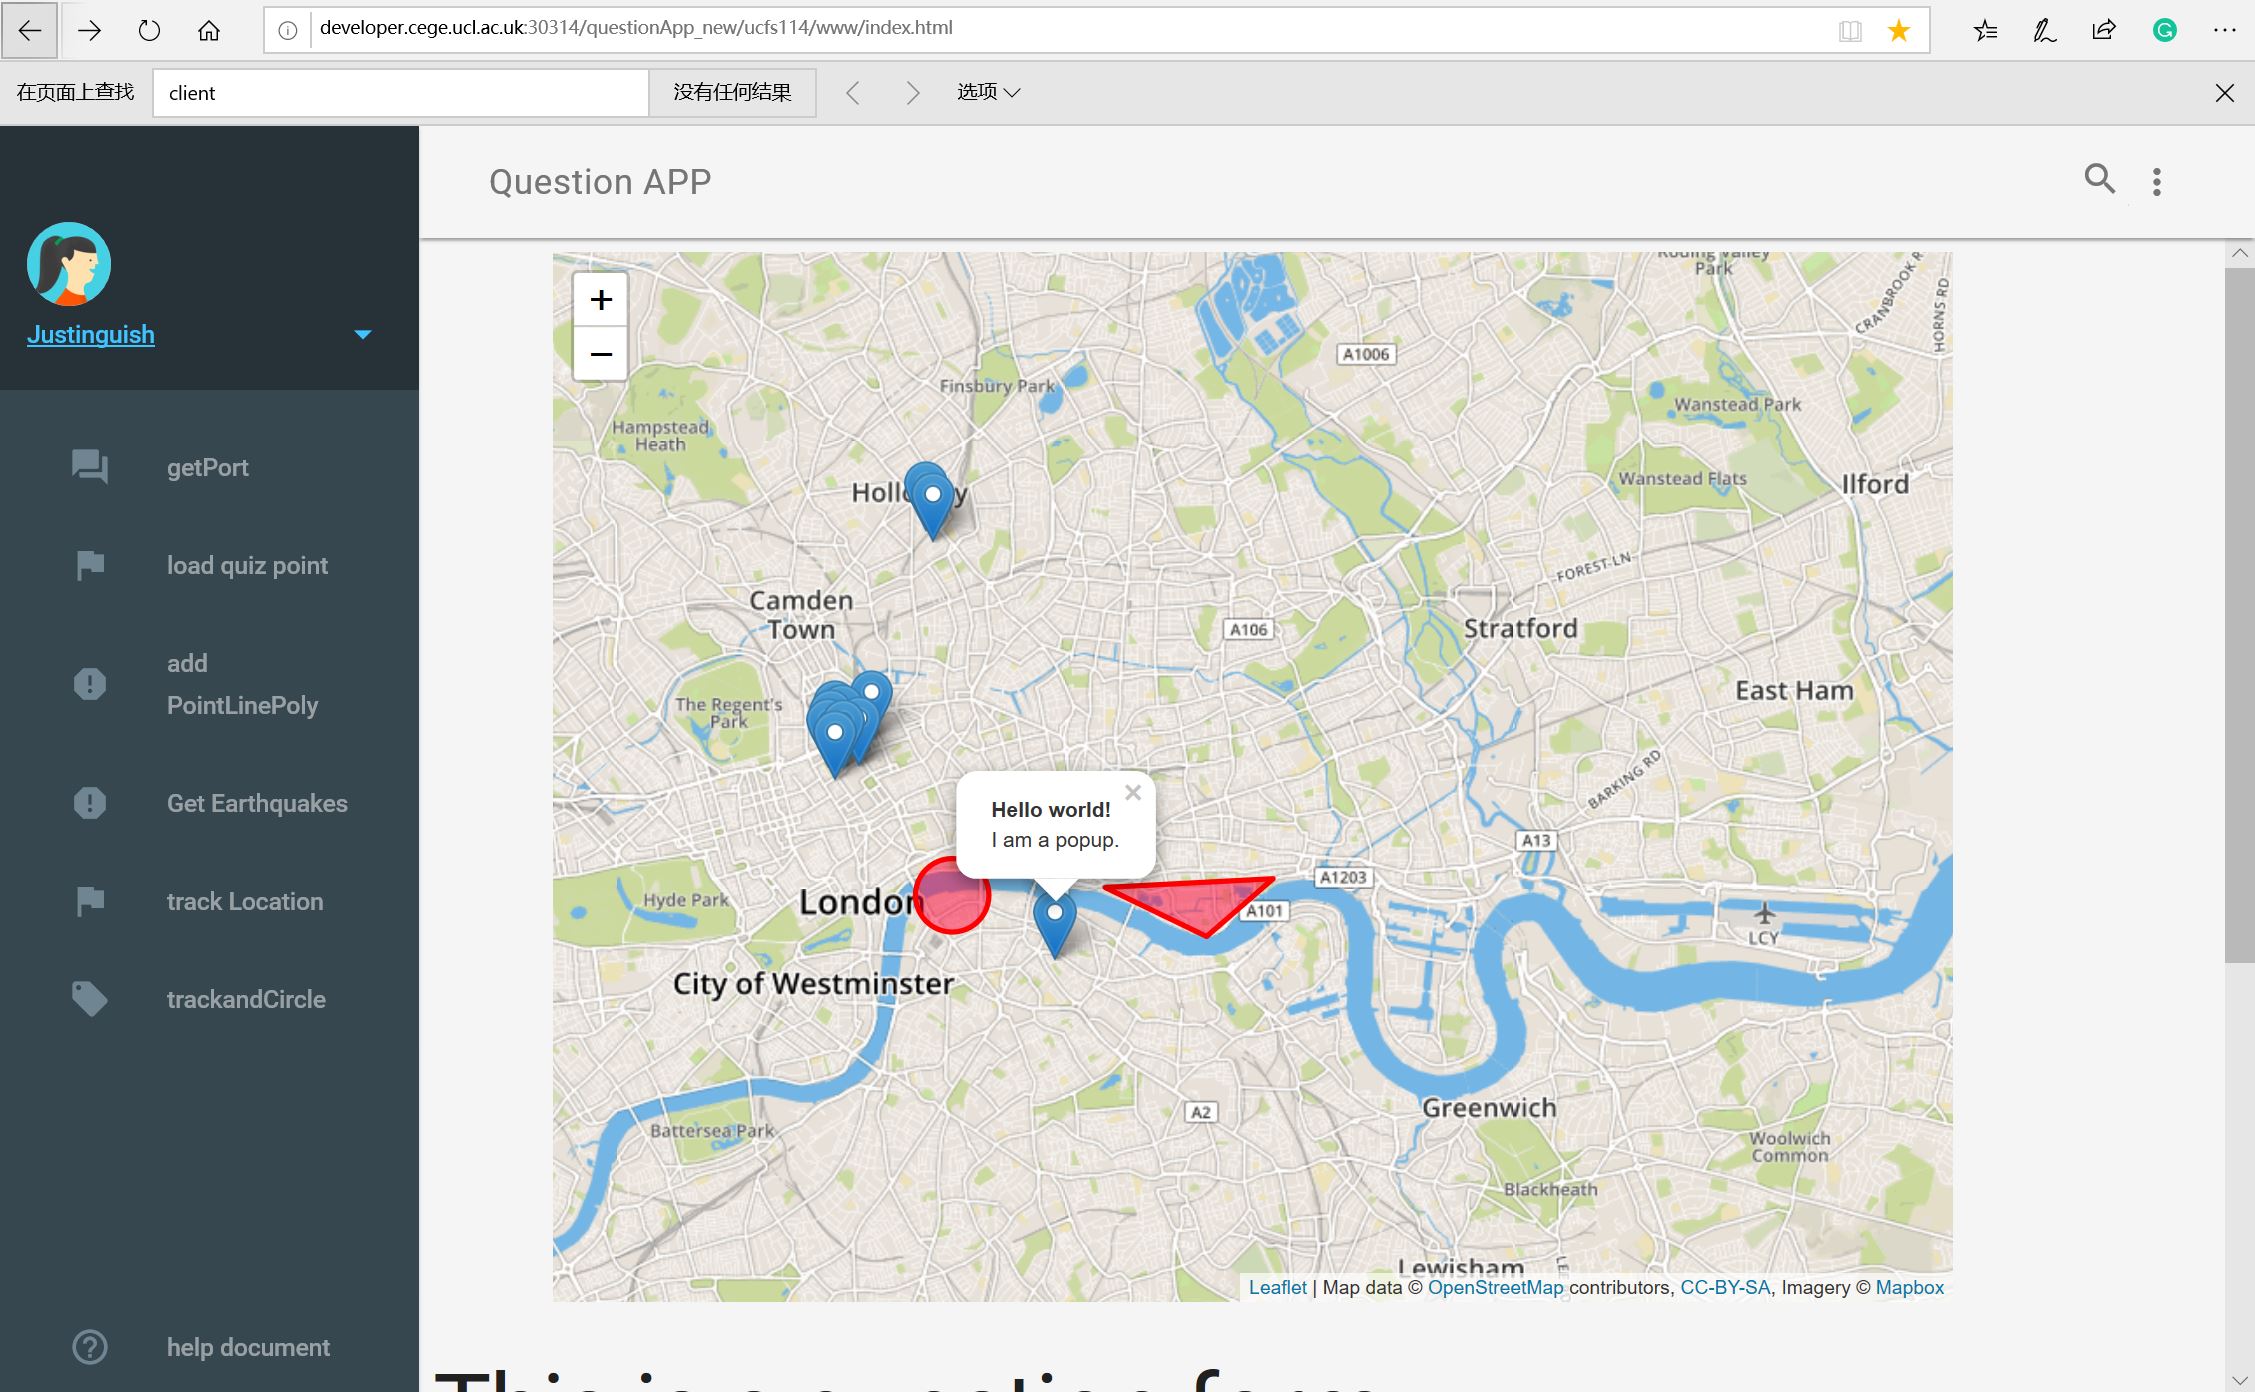 developer.cege.ucl.ac.uk:30314/questionApp_new/ucfs114/www/index.html
在页面上查找
client
没有任何结果
选项
Question APP
Justinguish
getPort
load quiz point
add
PointLinePoly
Get Earthquakes
track Location
trackandCircle
help document
+
−
Roding Valley
Park
CRANBROOK R
HORNS RD
A1006
Finsbury Park
Wanstead Park
Hampstead
Heath
Wanstead Flats
Ilford
FOREST LN
Camden
Town
A106
Stratford
The Regent's
Park
East Ham
BARKING RD
Hello world!
I am a popup.
A13
A1203
Hyde Park
London
A101
LCY
City of Westminster
A2
Greenwich
Battersea Park
Woolwich
Common
Blackheath
Lewisham
Leaflet | Map data © OpenStreetMap contributors, CC-BY-SA, Imagery © Mapbox
This is a question form